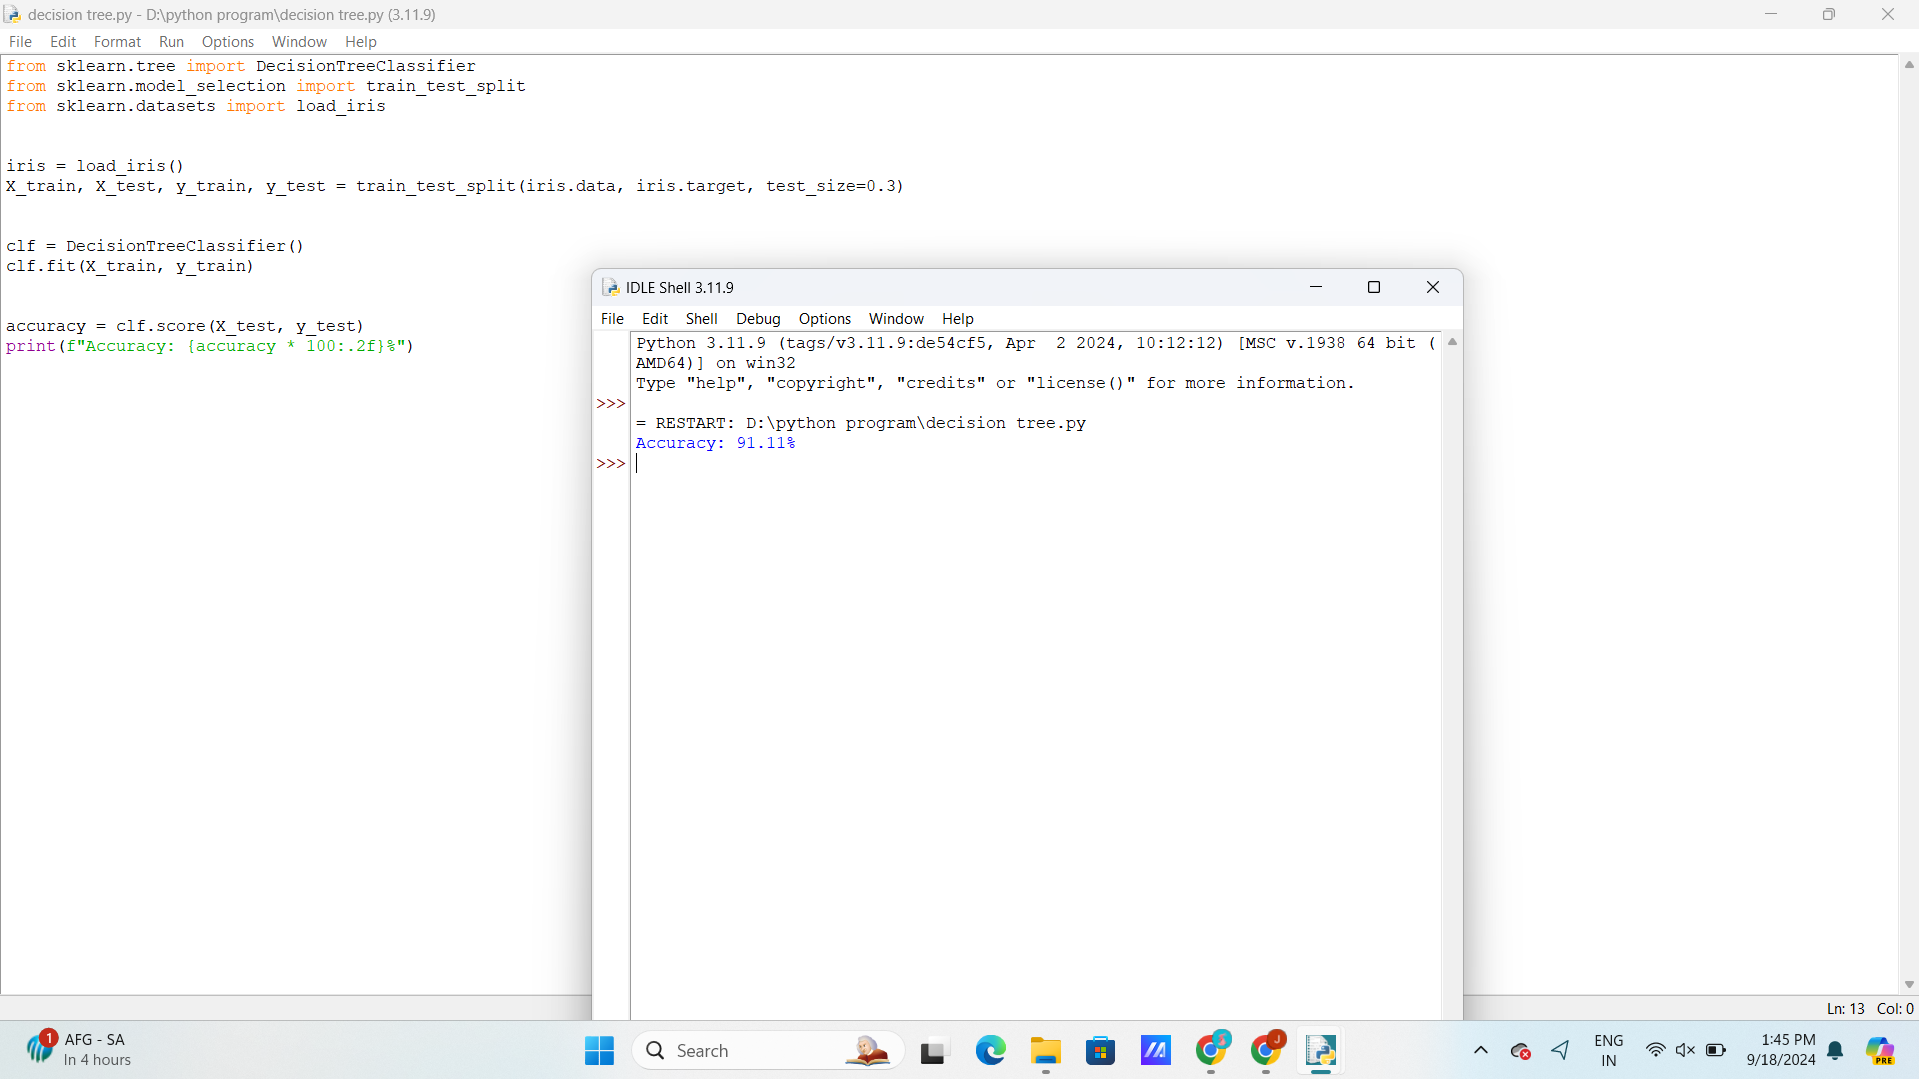 decision tree.py - D:\python program\decision tree.py (3.11.9)
File Edit Format Run Options Window Help
from sklearn.tree import DecisionTreeClassifier
from sklearn.model_selection import train_test_split
from sklearn.datasets import load_iris
iris = load_iris()
X_train, X_test, y_train, y_test = train_test_split(iris.data, iris.target, test_size=0.3)
clf = DecisionTreeClassifier()
clf.fit(X_train, y_train)
accuracy = clf.score(X_test, y_test)
print(f"Accuracy: {accuracy * 100:.2f}%")
IDLE Shell 3.11.9
File Edit Shell Debug Options Window Help
Python 3.11.9 (tags/v3.11.9:de54cf5, Apr  2 2024, 10:12:12) [MSC v.1938 64 bit (
AMD64)] on win32
Type "help", "copyright", "credits" or "license()" for more information.
>>>
= RESTART: D:\python program\decision tree.py
Accuracy: 91.11%
>>>
Ln: 13 Col: 0
1
AFG - SA
In 4 hours
Search
S
J
ENG
IN
1:45 PM
9/18/2024
PRE